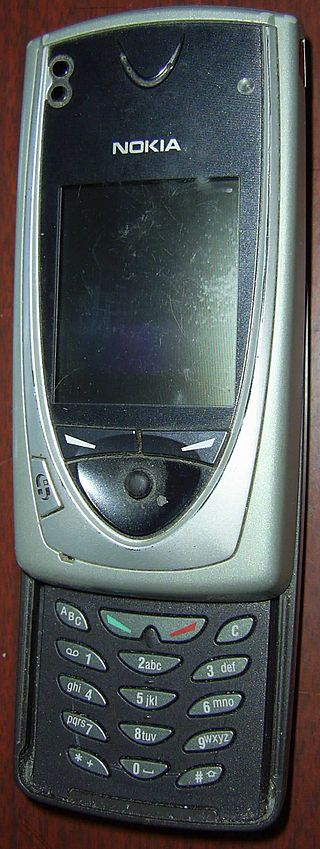 NOKIA
ABC C
1 2abc 3 def
ghi 4 5 jkl 6 mno
pqrs 7 8tuv 9wxyz
* + 0 #